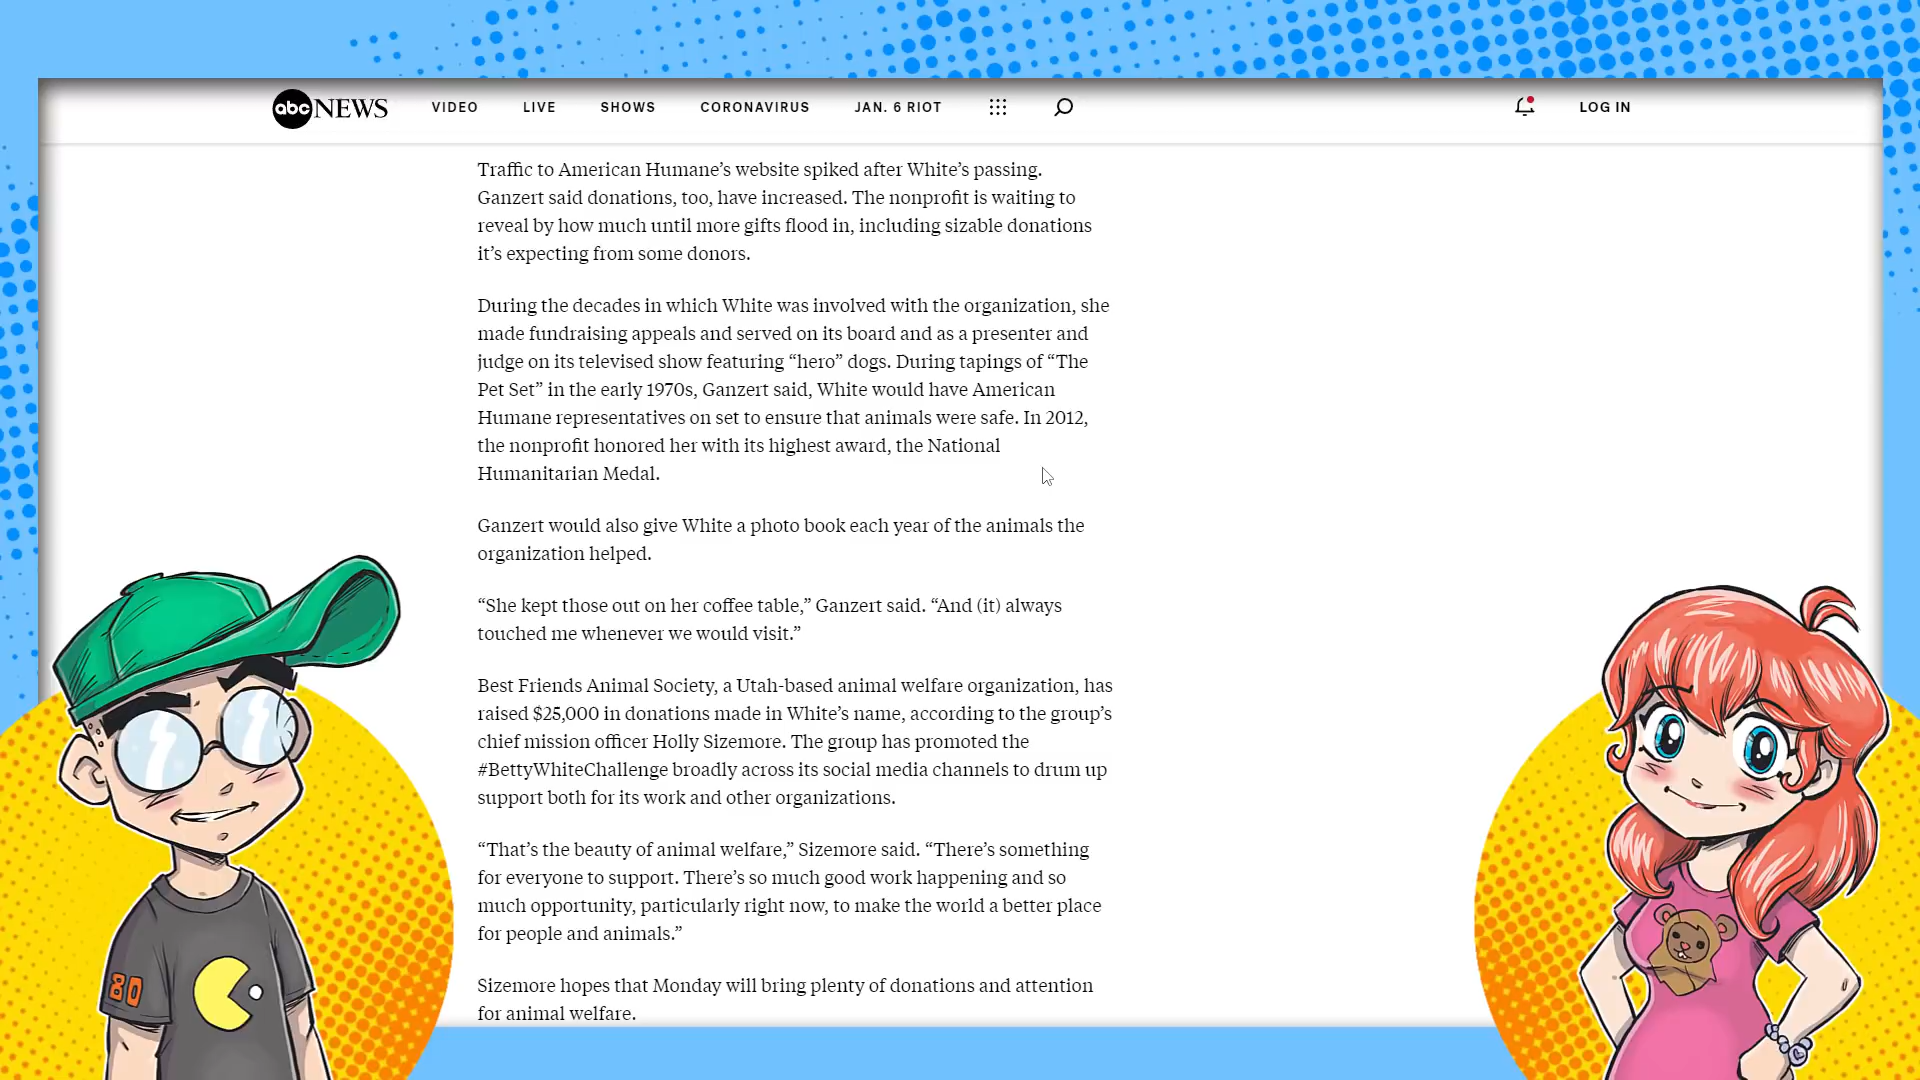 abc NEWS VIDEO LIVE SHOWS CORONAVIRUS JAN. 6 RIOT LOG IN
Traffic to American Humane’s website spiked after White’s passing.
Ganzert said donations, too, have increased. The nonprofit is waiting to
reveal by how much until more gifts flood in, including sizable donations
it’s expecting from some donors.
During the decades in which White was involved with the organization, she
made fundraising appeals and served on its board and as a presenter and
judge on its televised show featuring “hero” dogs. During tapings of “The
Pet Set” in the early 1970s, Ganzert said, White would have American
Humane representatives on set to ensure that animals were safe. In 2012,
the nonprofit honored her with its highest award, the National
Humanitarian Medal.
Ganzert would also give White a photo book each year of the animals the
organization helped.
“She kept those out on her coffee table,” Ganzert said. “And (it) always
touched me whenever we would visit.”
Best Friends Animal Society, a Utah-based animal welfare organization, has
raised $25,000 in donations made in White’s name, according to the group’s
chief mission officer Holly Sizemore. The group has promoted the
#BettyWhiteChallenge broadly across its social media channels to drum up
support both for its work and other organizations.
“That’s the beauty of animal welfare,” Sizemore said. “There’s something
for everyone to support. There’s so much good work happening and so
much opportunity, particularly right now, to make the world a better place
for people and animals.”
Sizemore hopes that Monday will bring plenty of donations and attention
for animal welfare.
80